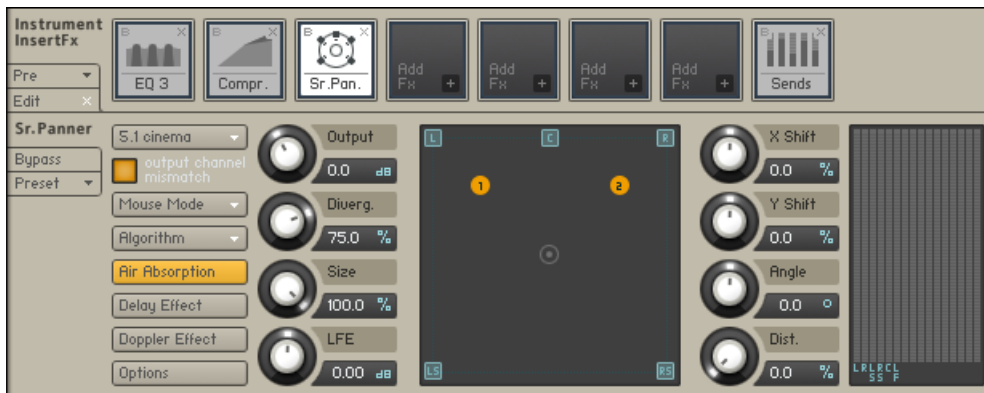 Instrument
InsertFx
Pre
Edit X
B X
EQ 3
B X
Compr.
B X
Sr.Pan.
Add
Fx +
Add
Fx +
Add
Fx +
Add
Fx +
B X
Sends
Sr.Panner
Bypass
Preset
5.1 cinema
output channel
mismatch
Mouse Mode
Algorithm
Air Absorption
Delay Effect
Doppler Effect
Options
Output
0.0 dB
Diverg.
75.0 %
Size
100.0 %
LFE
0.00 dB
L C R
1 2
LS RS
X Shift
0.0 %
Y Shift
0.0 %
Angle
0.0 °
Dist.
0.0 %
LRLRCL
SS F